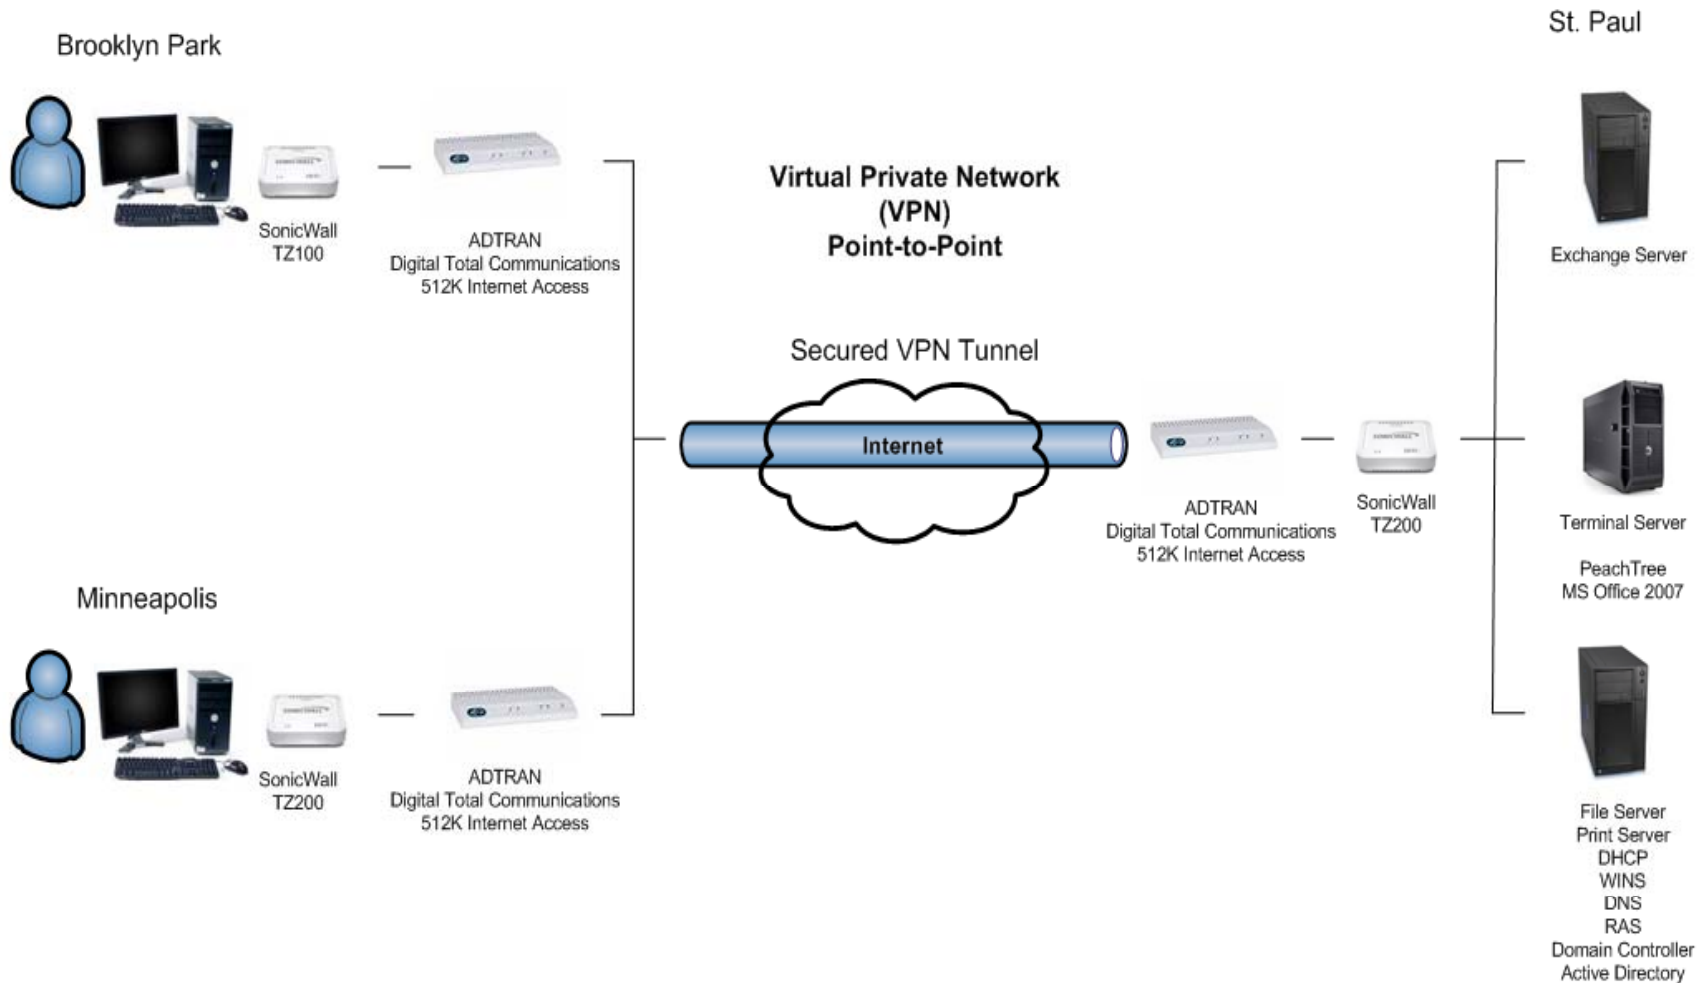 Brooklyn Park
SonicWall
TZ100
ADTRAN
Digital Total Communications
512K Internet Access
Virtual Private Network
(VPN)
Point-to-Point
St. Paul
Exchange Server
Secured VPN Tunnel
Internet
ADTRAN
Digital Total Communications
512K Internet Access
SonicWall
TZ200
Terminal Server
PeachTree
MS Office 2007
Minneapolis
SonicWall
TZ200
ADTRAN
Digital Total Communications
512K Internet Access
File Server
Print Server
DHCP
WINS
DNS
RAS
Domain Controller
Active Directory